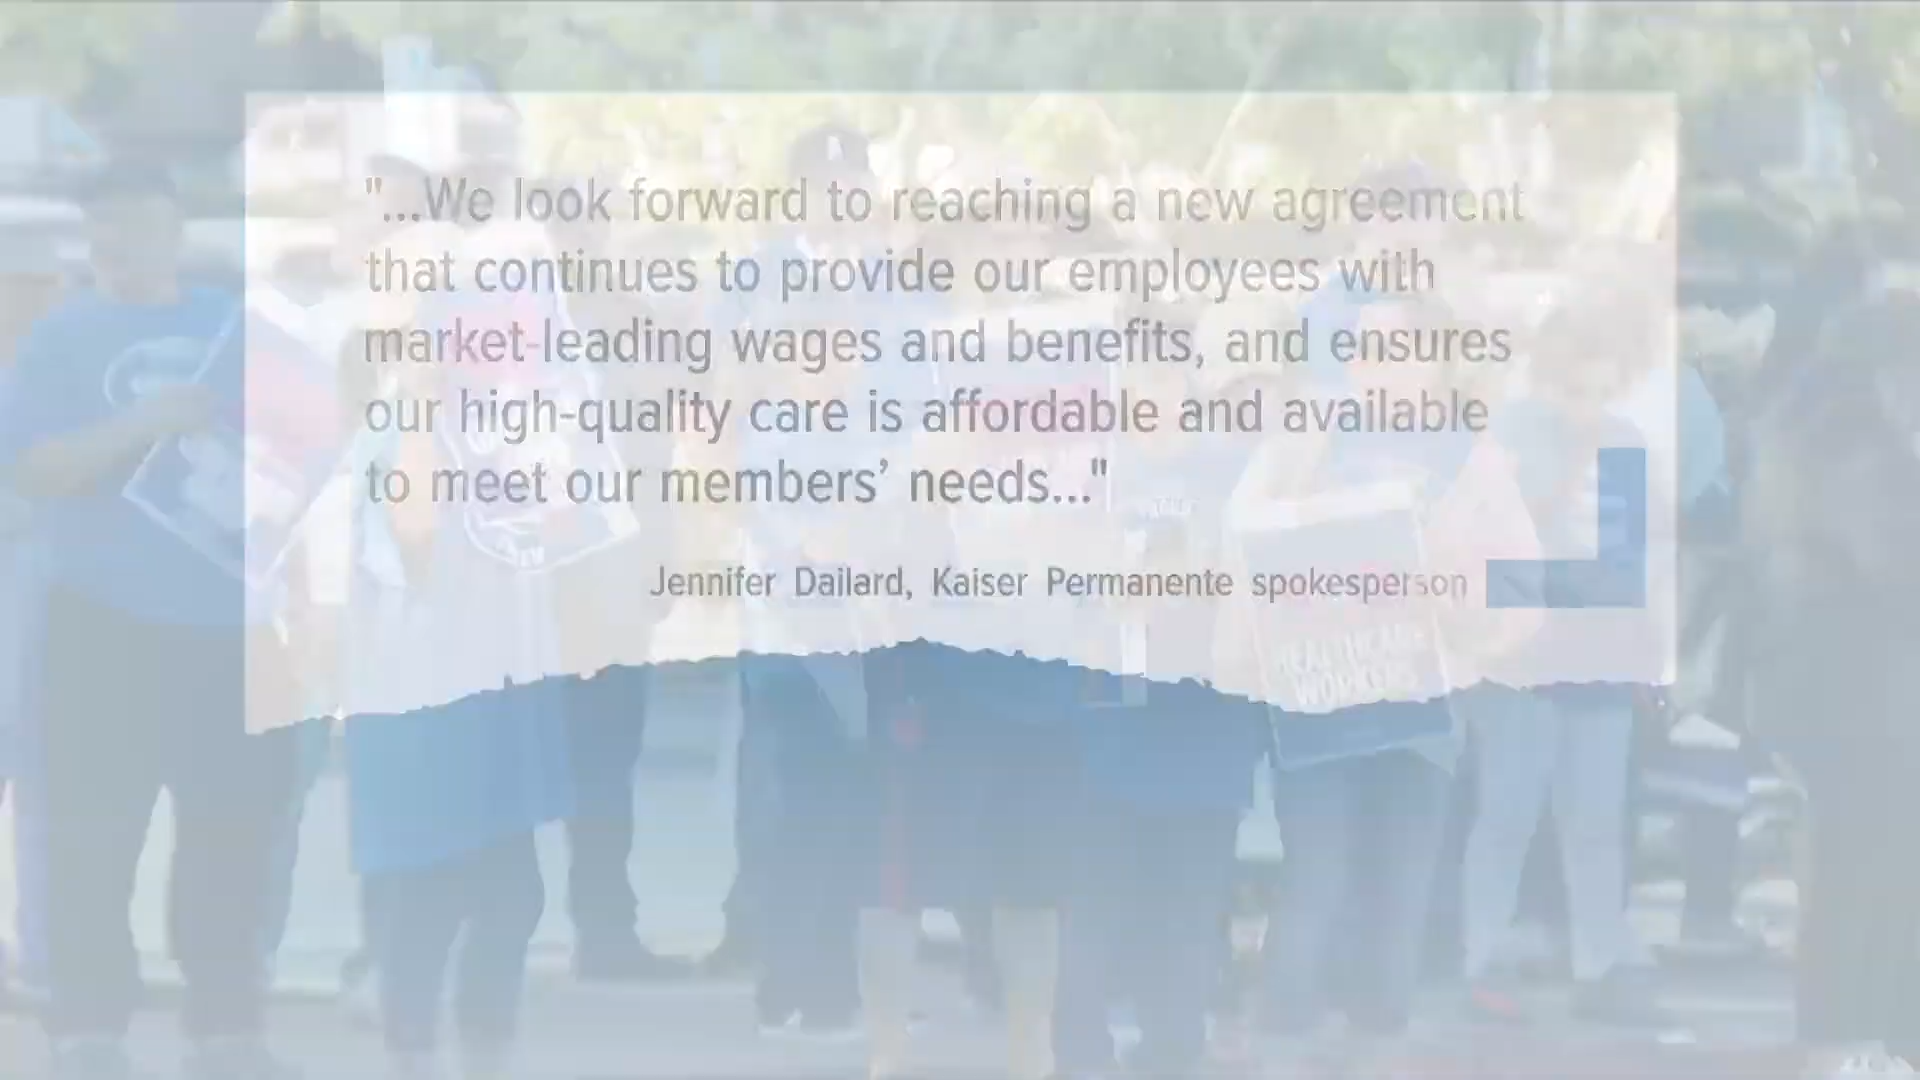 "...We look forward to reaching a new agreement
that continues to provide our employees with
market-leading wages and benefits, and ensures
our high-quality care is affordable and available
to meet our members’ needs..."
Jennifer Dailard, Kaiser Permanente spokesperson
HEALTHCARE
WORKERS